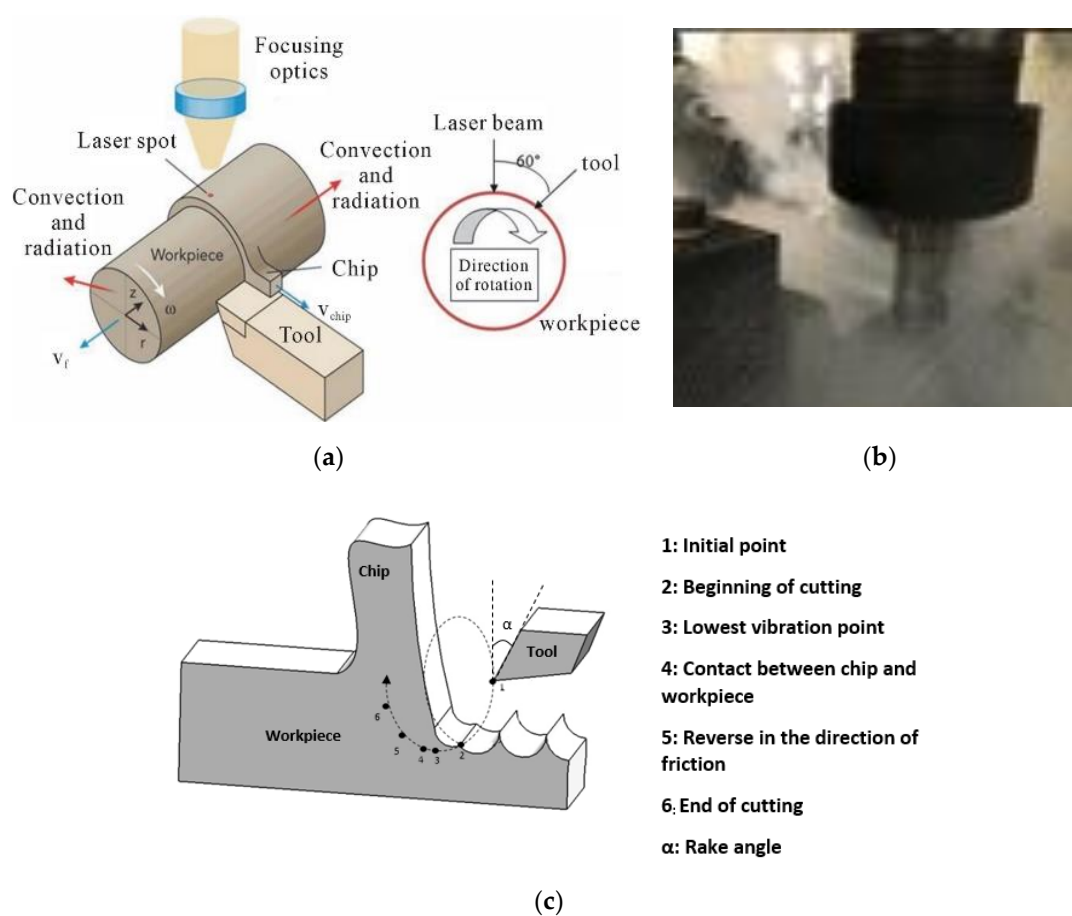 Focusing
optics
Laser spot
Convection
and
radiation
Convection
and
radiation
Workpiece
Chip
z
ω
r
v_f
v_chip
Tool
Laser beam
60°
tool
Direction
of rotation
workpiece
(a)
(b)
Chip
α
Tool
1
Workpiece
6
5
4
3
2
1: Initial point
2: Beginning of cutting
3: Lowest vibration point
4: Contact between chip and
workpiece
5: Reverse in the direction of
friction
6: End of cutting
α: Rake angle
(c)